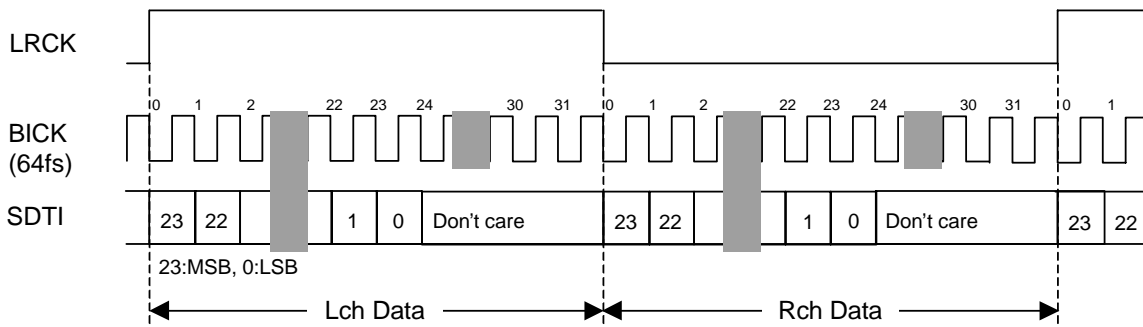 LRCK
0 1 2 22 23 24 30 31 0 1 2 22 23 24 30 31 0 1
BICK
(64fs)
SDTI 23 22 1 0 Don't care 23 22 1 0 Don't care 23 22
23:MSB, 0:LSB
Lch Data Rch Data